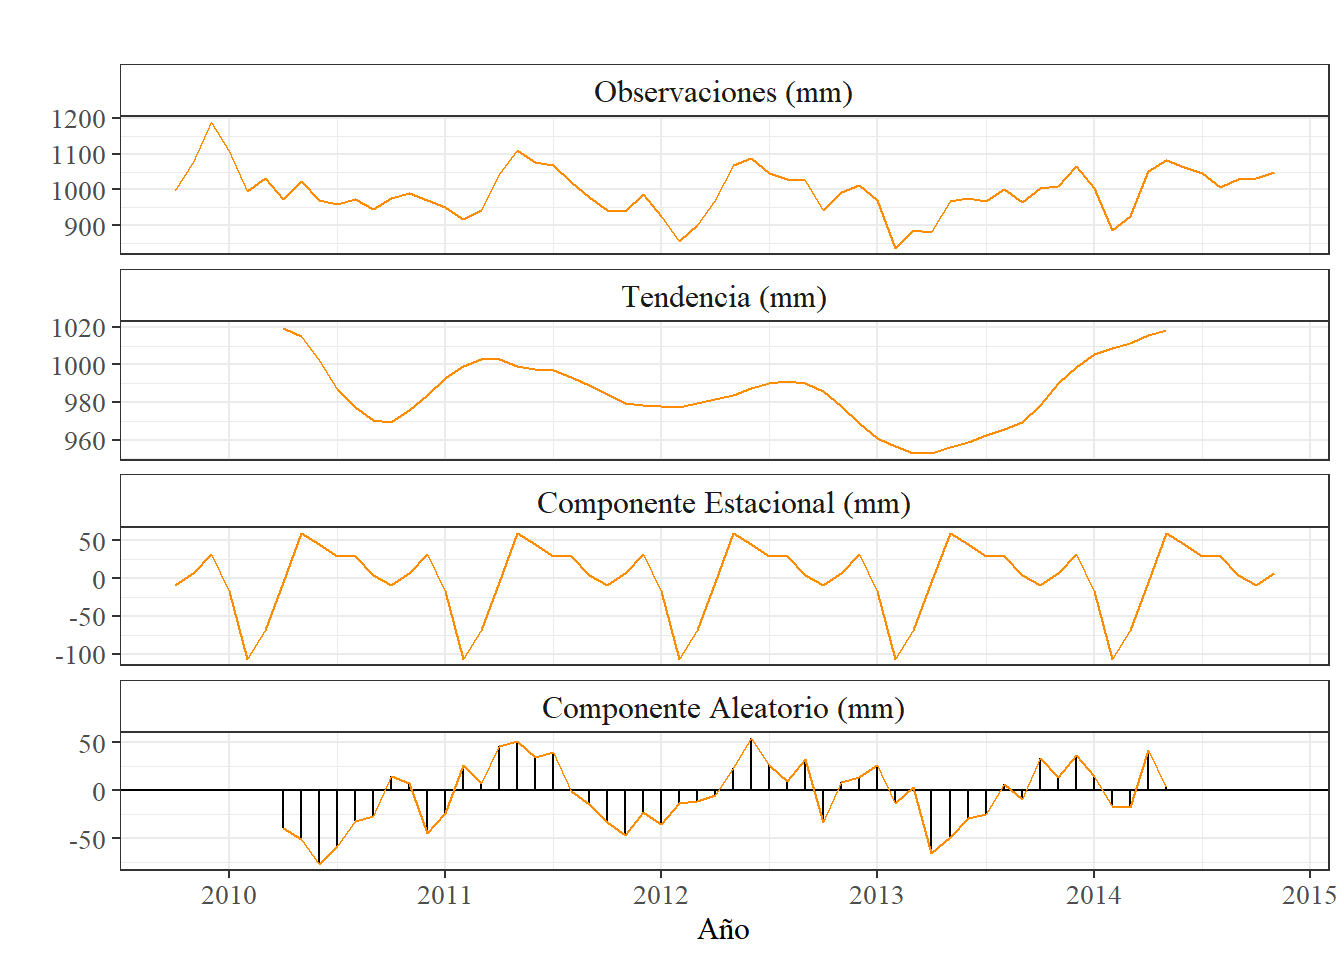 Observaciones (mm)
1200
1100
1000
900
Tendencia (mm)
1020
1000
980
960
Componente Estacional (mm)
50
0
-50
-100
Componente Aleatorio (mm)
50
0
-50
2010 2011 2012 2013 2014 2015
Año